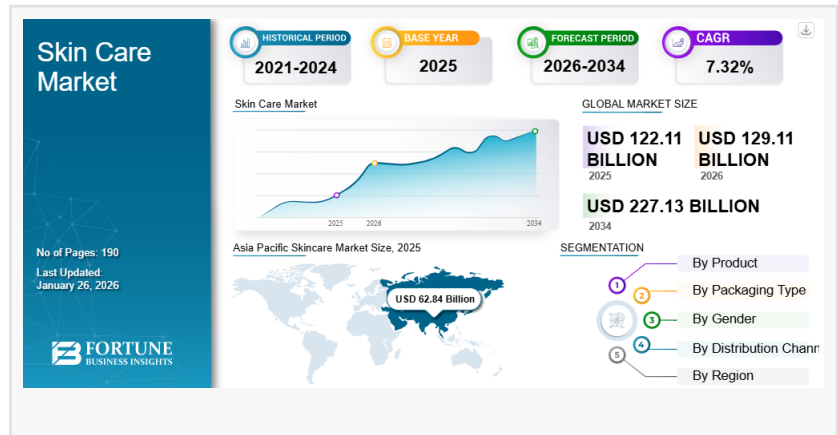 Skin Care
Market
No of Pages: 190
Last Updated:
January 26, 2026
FORTUNE
BUSINESS INSIGHTS
HISTORICAL PERIOD
2021-2024
BASE YEAR
2025
FORECAST PERIOD
2026-2034
CAGR
7.32%
Skin Care Market
2025
2026
2034
GLOBAL MARKET SIZE
USD 122.11
BILLION
2025
USD 129.11
BILLION
2026
USD 227.13 BILLION
2034
Asia Pacific Skincare Market Size, 2025
USD 62.84 Billion
SEGMENTATION
1
By Product
2
By Packaging Type
3
By Gender
4
By Distribution Chann
5
By Region